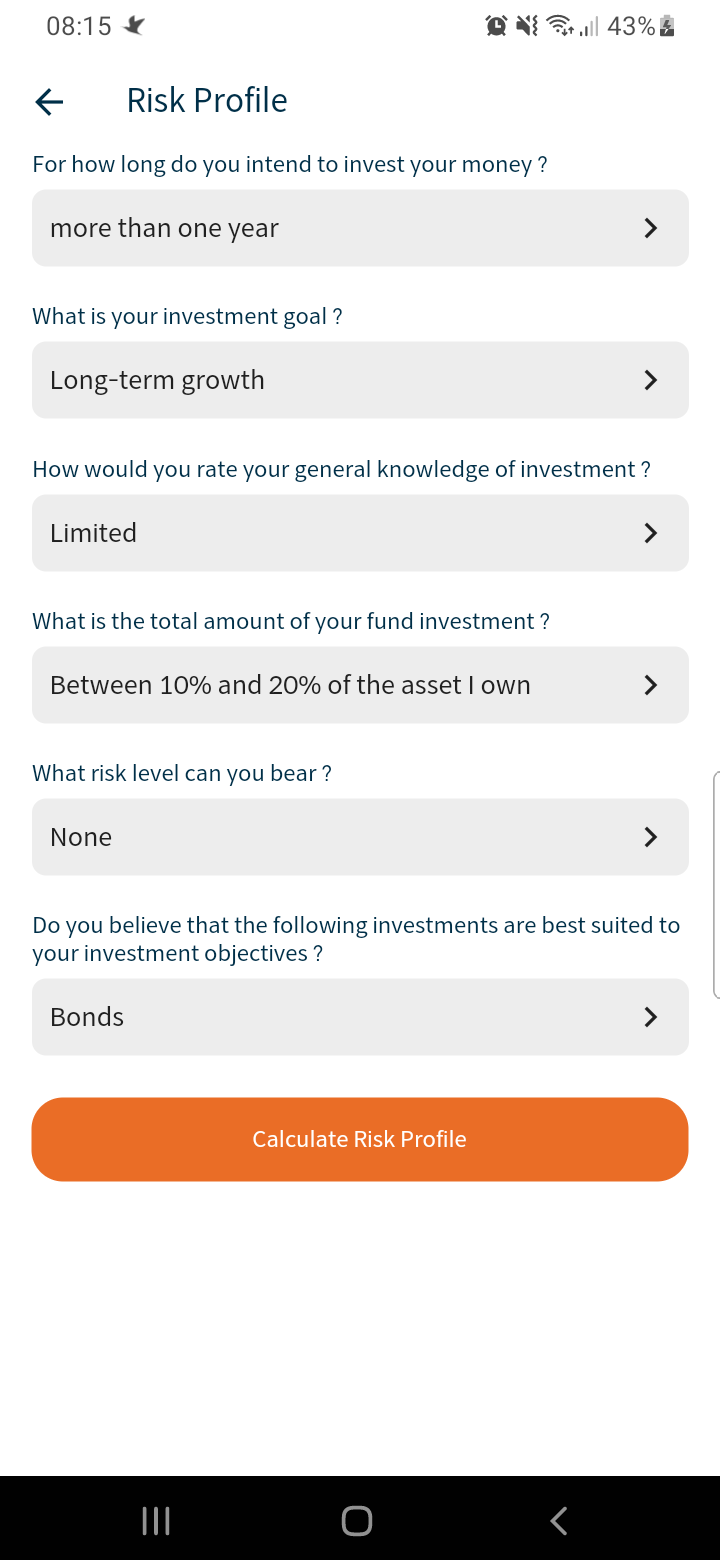 08:15
43%
Risk Profile
For how long do you intend to invest your money ?
more than one year
What is your investment goal ?
Long-term growth
How would you rate your general knowledge of investment ?
Limited
What is the total amount of your fund investment ?
Between 10% and 20% of the asset I own
What risk level can you bear ?
None
Do you believe that the following investments are best suited to
your investment objectives ?
Bonds
Calculate Risk Profile